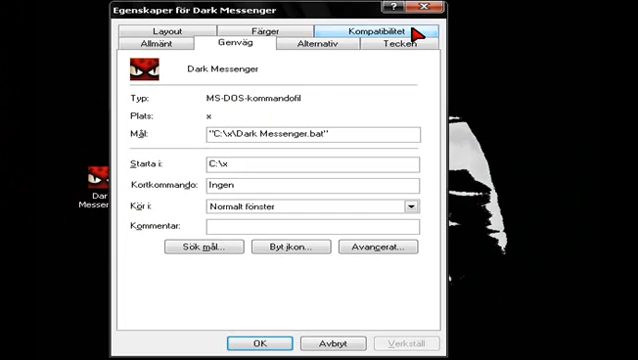 Egenskaper för Dark Messenger
Layout Färger Kompatibilitet
Allmänt Genväg Alternativ Tecken
Dark Messenger
Typ: MS-DOS-kommandofil
Plats: x
Mål: "C:\x\Dark Messenger.bat"
Starta i: C:\x
Kortkommando: Ingen
Kör i: Normalt fönster
Kommentar:
Sök mål... Byt ikon... Avancerat...
OK Avbryt Verkställ
Dar
Messen